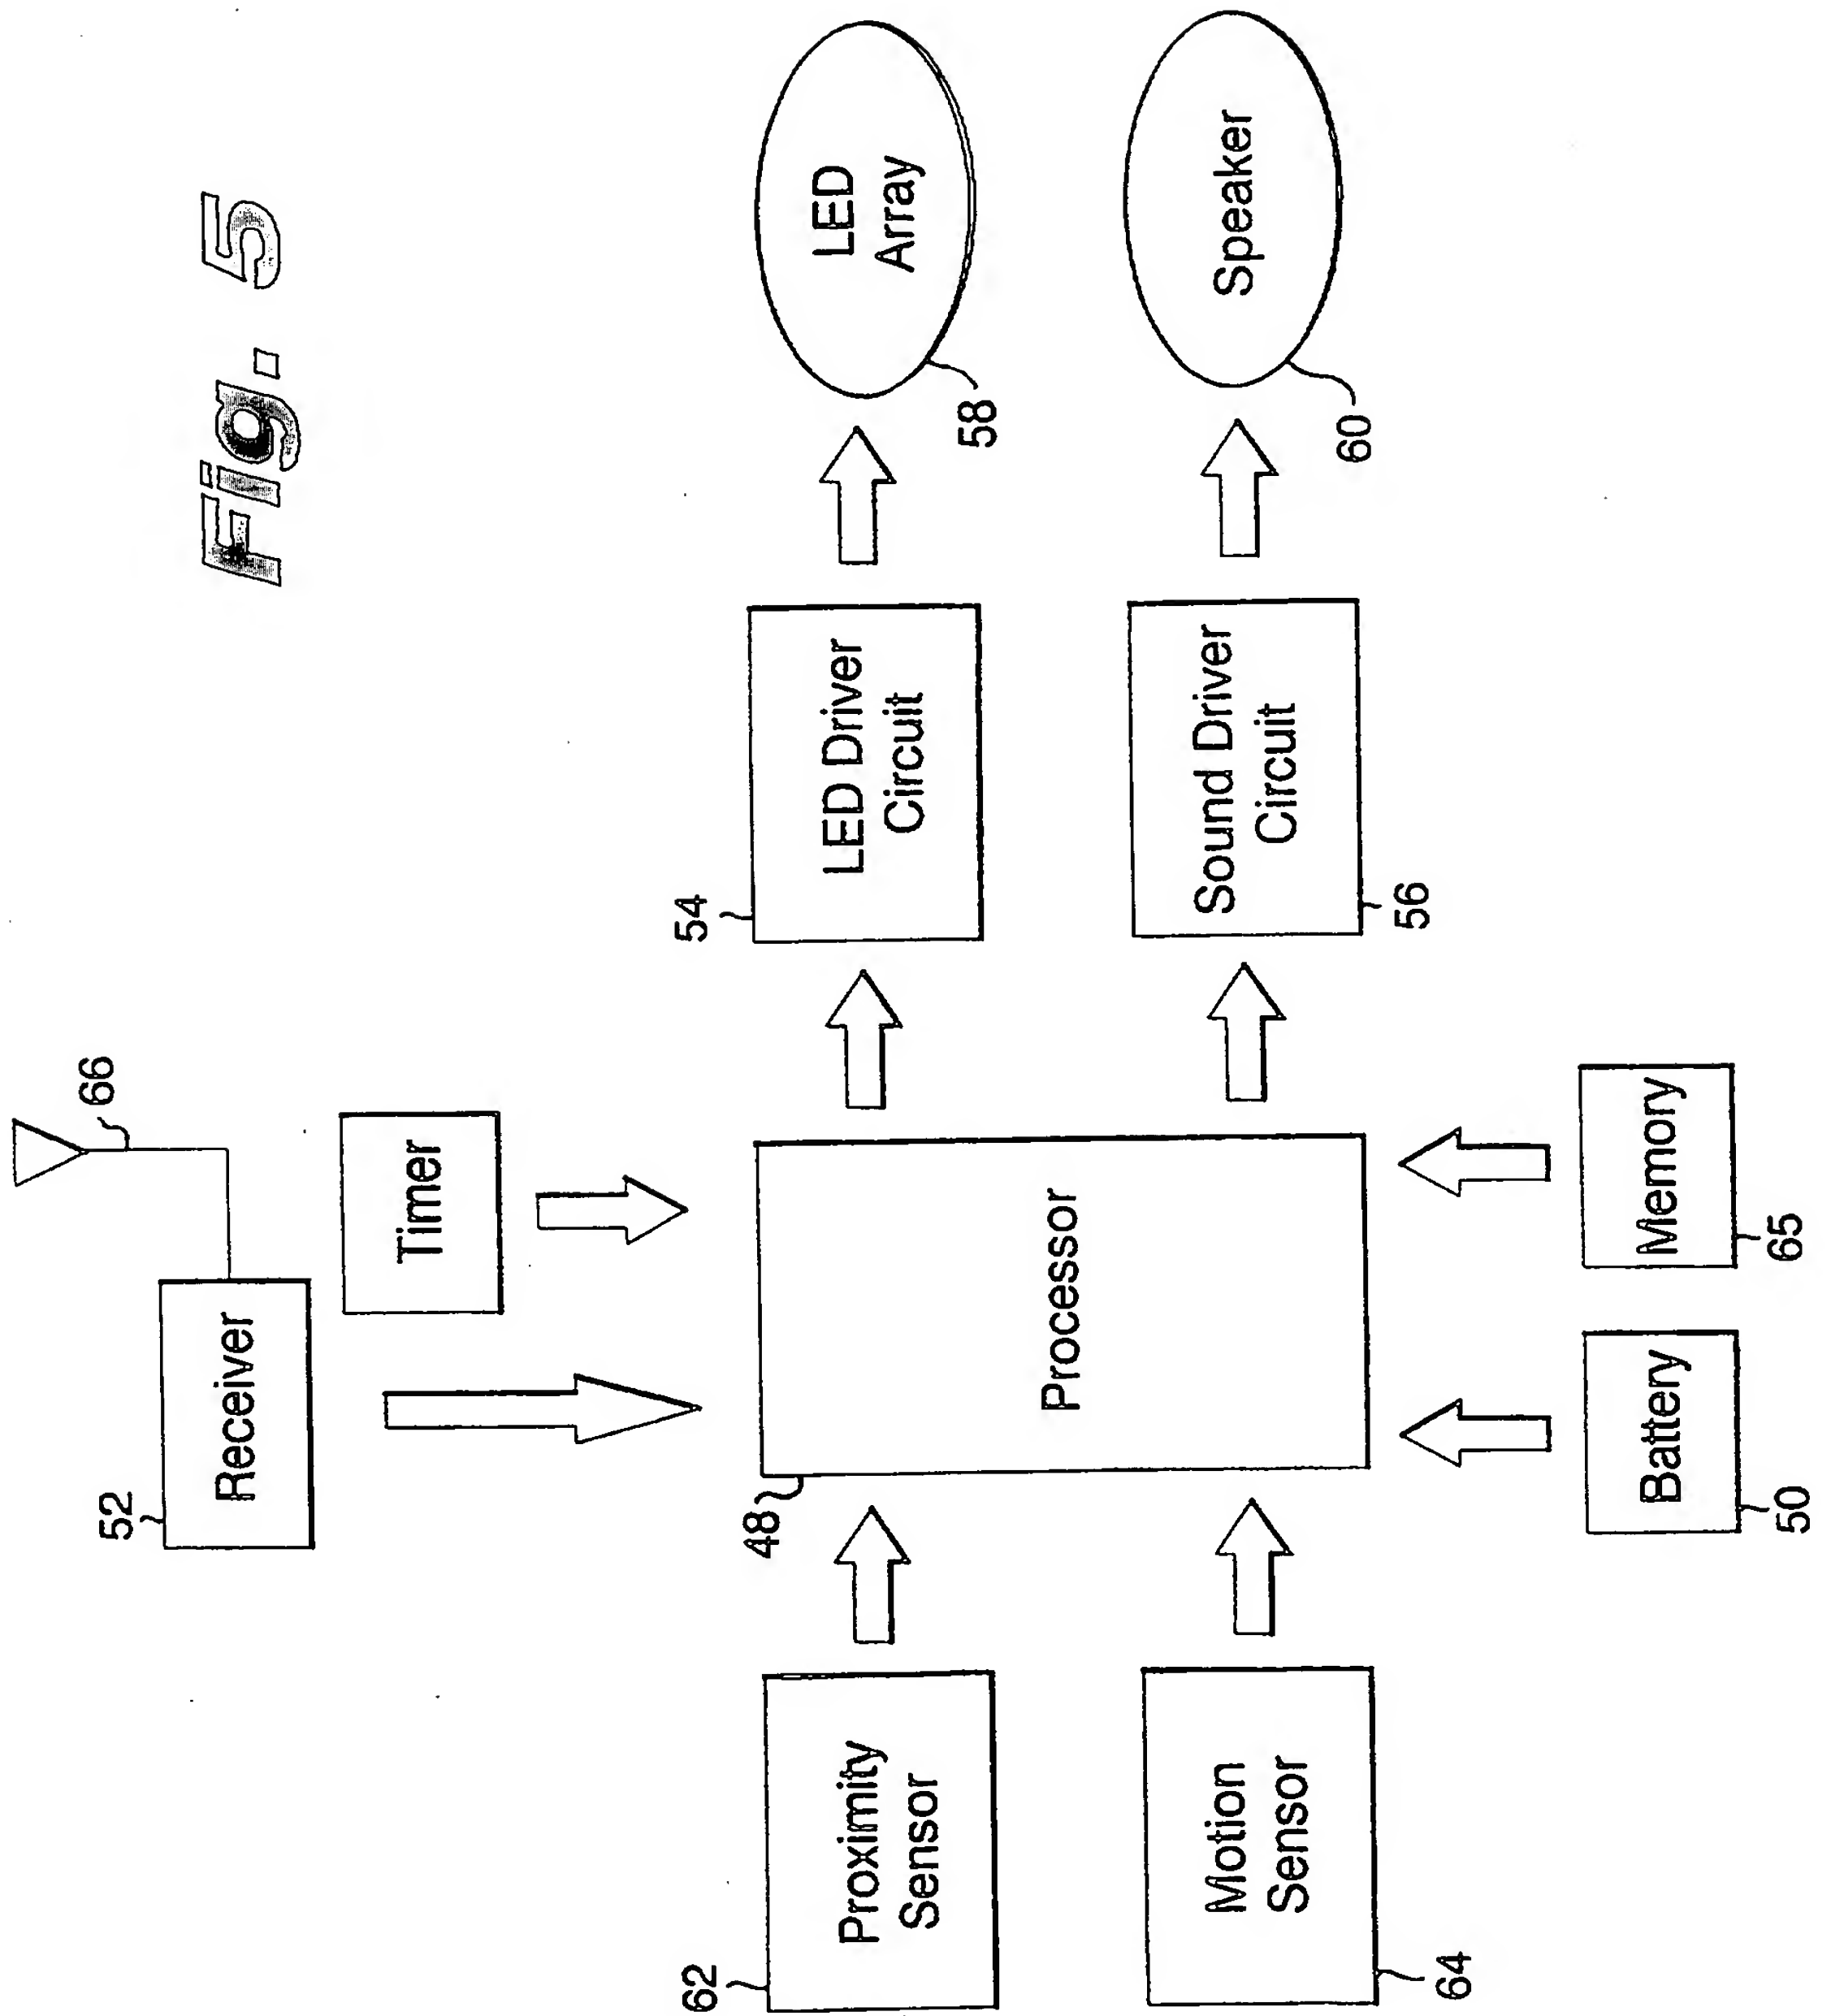 Fig. 5
66
52
Receiver
Timer
48
Processor
62
Proximity
Sensor
54
LED Driver
Circuit
LED
Array
58
64
Motion
Sensor
Sound Driver
Circuit
56
Speaker
60
Battery
50
Memory
65